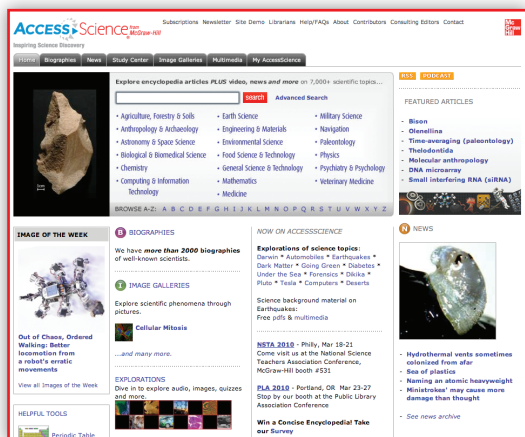 ACCESS Science from McGraw-Hill
Inspiring Science Discovery
Subscriptions Newsletter Site Demo Librarians Help/FAQs About Contributors Consulting Editors Contact
Mc
Graw
Hill
Home Biographies News Study Center Image Galleries Multimedia My AccessScience
Explore encyclopedia articles PLUS video, news and more on 7,000+ scientific topics...
search Advanced Search
• Agriculture, Forestry & Soils
• Anthropology & Archaeology
• Astronomy & Space Science
• Biological & Biomedical Science
• Chemistry
• Computing & Information
Technology
• Earth Science
• Engineering & Materials
• Environmental Science
• Food Science & Technology
• General Science & Technology
• Mathematics
• Medicine
• Military Science
• Navigation
• Paleontology
• Physics
• Psychiatry & Psychology
• Veterinary Medicine
BROWSE A-Z: A B C D E F G H I J K L M N O P Q R S T U V W X Y Z
RSS PODCAST
FEATURED ARTICLES
- Bison
- Olenellina
- Time-averaging (paleontology)
- Thelodontida
- Molecular anthropology
- DNA microarray
- Small interfering RNA (siRNA)
IMAGE OF THE WEEK
Out of Chaos, Ordered
Walking: Better
locomotion from
a robot's erratic
movements
View all Images of the Week
HELPFUL TOOLS
Periodic Table
B BIOGRAPHIES
We have more than 2000 biographies
of well-known scientists.
I IMAGE GALLERIES
Explore scientific phenomena through
pictures.
Cellular Mitosis
...and many more.
EXPLORATIONS
Dive in to explore audio, images, quizzes
and more.
NOW ON ACCESSSCIENCE
Explorations of science topics:
Darwin * Automobiles * Earthquakes *
Dark Matter * Going Green * Diabetes *
Under the Sea * Forensics * Dikika *
Pluto * Tesla * Computers * Deserts
Science background material on
Earthquakes:
Free pdfs & multimedia
NSTA 2010 - Philly, Mar 18-21
Come visit us at the National Science
Teachers Association Conference,
McGraw-Hill booth #531
PLA 2010 - Portland, OR Mar 23-27
Stop by our booth at the Public Library
Association Conference
Win a Concise Encyclopedia! Take
our Survey
N NEWS
- Hydrothermal vents sometimes
colonized from afar
- Sea of plastics
- Naming an atomic heavyweight
- Ministrokes' may cause more
damage than thought
- See news archive